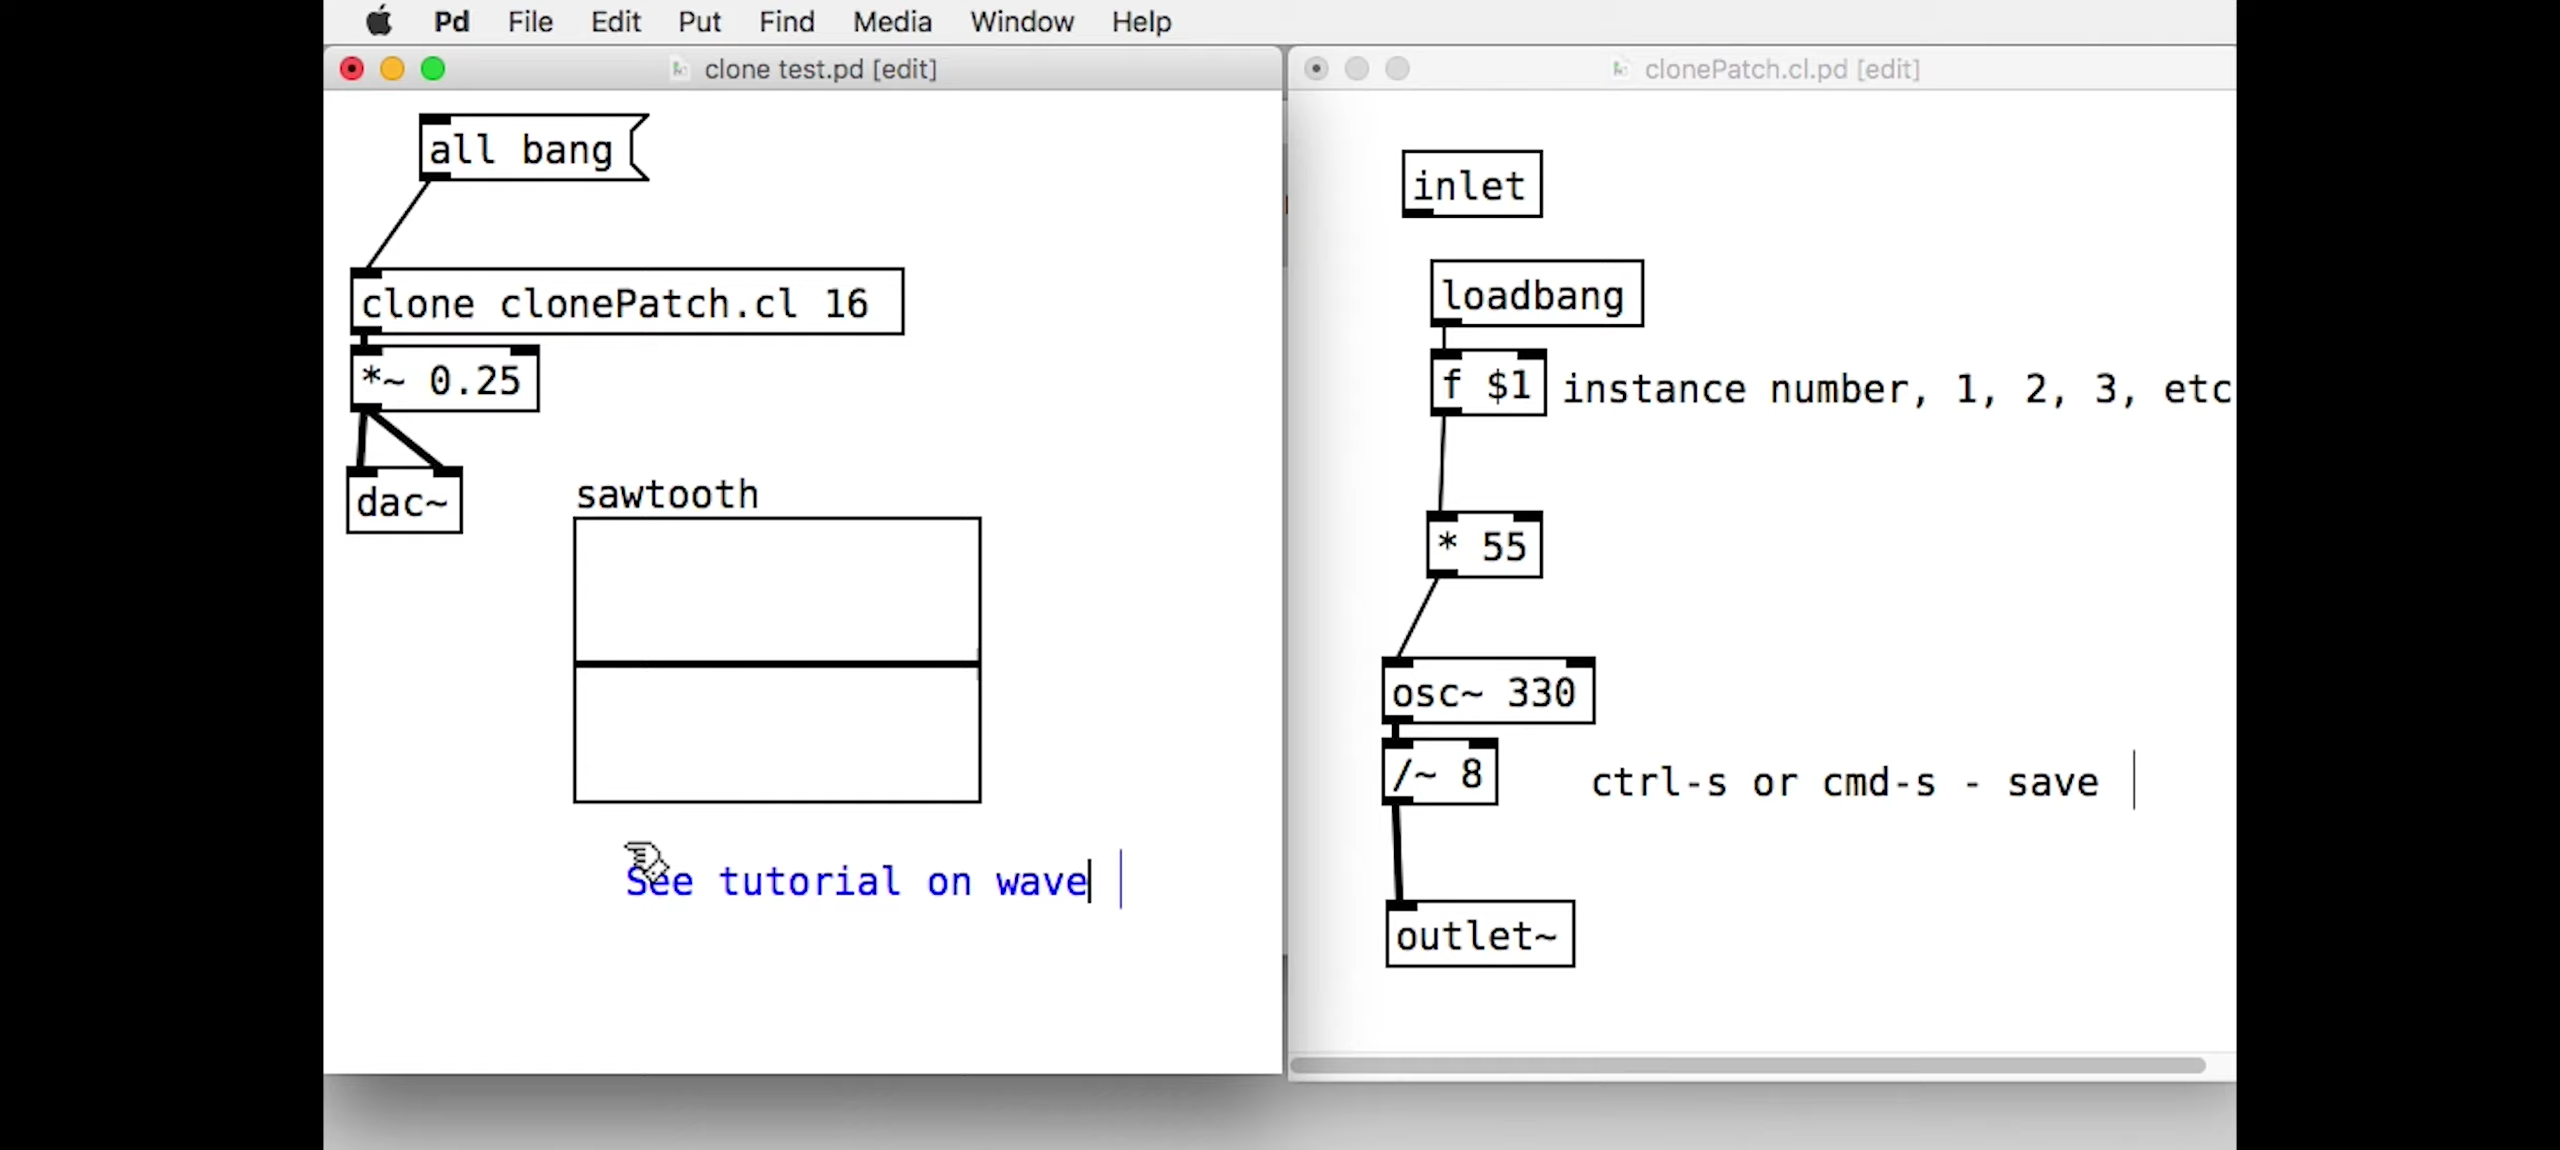 Pd File Edit Put Find Media Window Help
clone test.pd [edit]
all bang
clone clonePatch.cl 16
*~ 0.25
dac~
sawtooth
See tutorial on wave
clonePatch.cl.pd [edit]
inlet
loadbang
f $1 instance number, 1, 2, 3, etc
* 55
osc~ 330
/~ 8 ctrl-s or cmd-s - save
outlet~